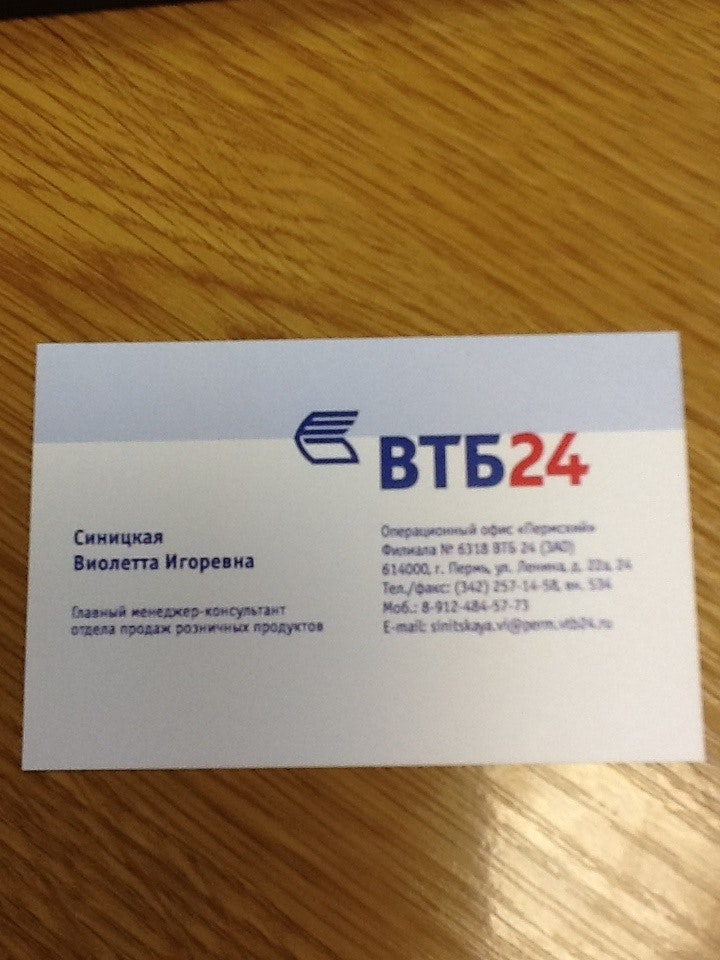 ВТБ24
Синицкая
Виолетта Игоревна
Главный менеджер-консультант
отдела продаж розничных продуктов
Операционный офис «Пермский»
Филиала № 6318 ВТБ 24 (ЗАО)
614000, г. Пермь, ул. Ленина, д.
Тел./факс: (342) 257-14-58, вн. 534
Моб.: 8-912-484-57-73
E-mail: sinitskaya.vi@perm.vtb24.ru